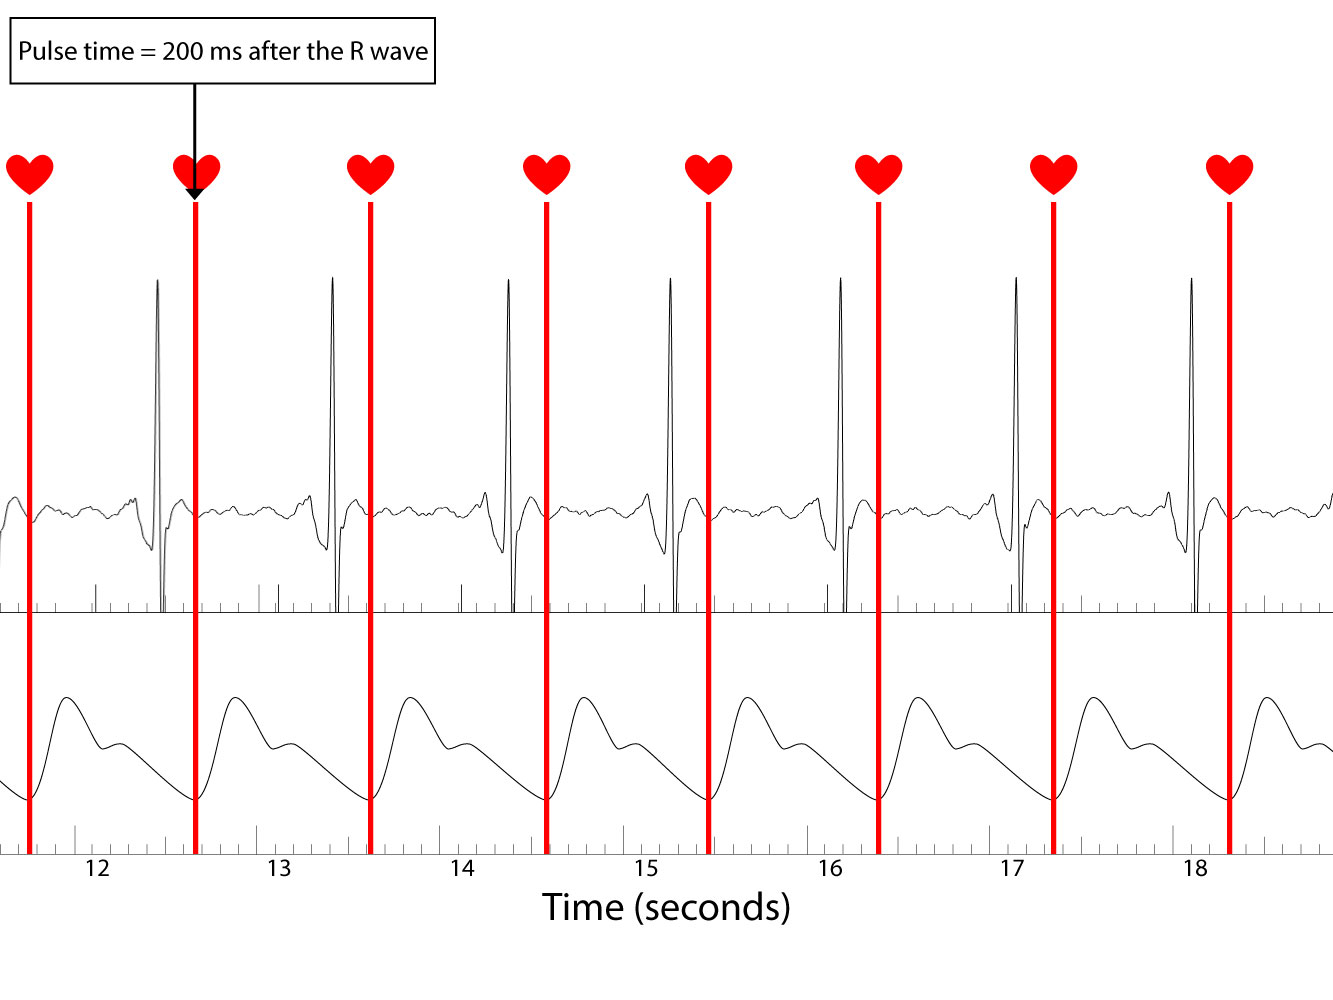 Pulse time = 200 ms after the R wave
12 13 14 15 16 17 18
Time (seconds)